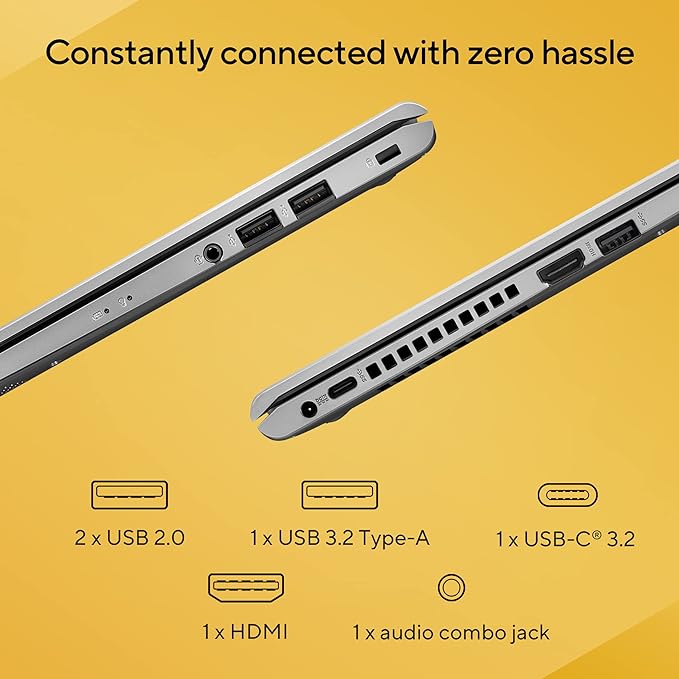 Constantly connected with zero hassle
2 x USB 2.0
1 x USB 3.2 Type-A
1 x USB-C® 3.2
1 x HDMI
1 x audio combo jack
HDMI